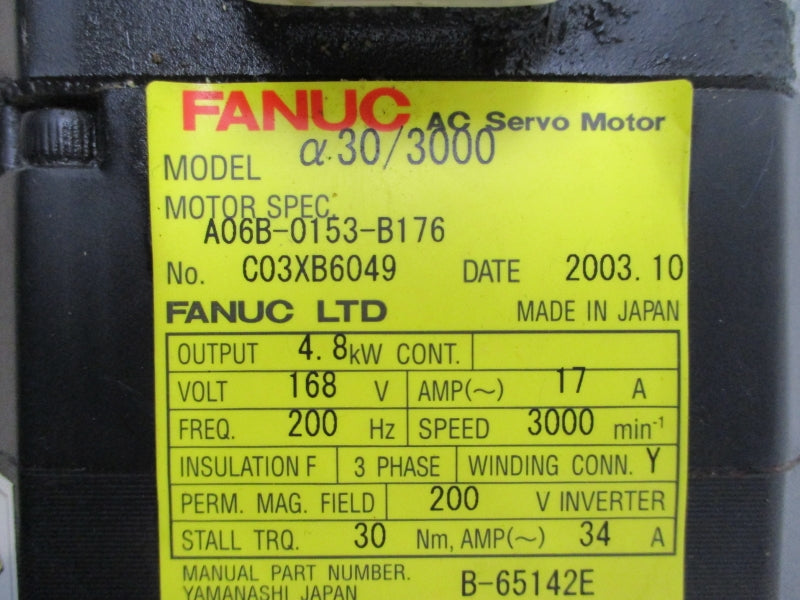 FANUC AC Servo Motor
MODEL α30/3000
MOTOR SPEC.
A06B-0153-B176
No. C03XB6049 DATE 2003.10
FANUC LTD MADE IN JAPAN
OUTPUT 4.8kW CONT.
VOLT 168 V AMP(~) 17 A
FREQ. 200 Hz SPEED 3000 min-1
INSULATION F 3 PHASE WINDING CONN. Y
PERM. MAG. FIELD 200 V INVERTER
STALL TRQ. 30 Nm, AMP(~) 34 A
MANUAL PART NUMBER. B-65142E
YAMANASHI JAPAN